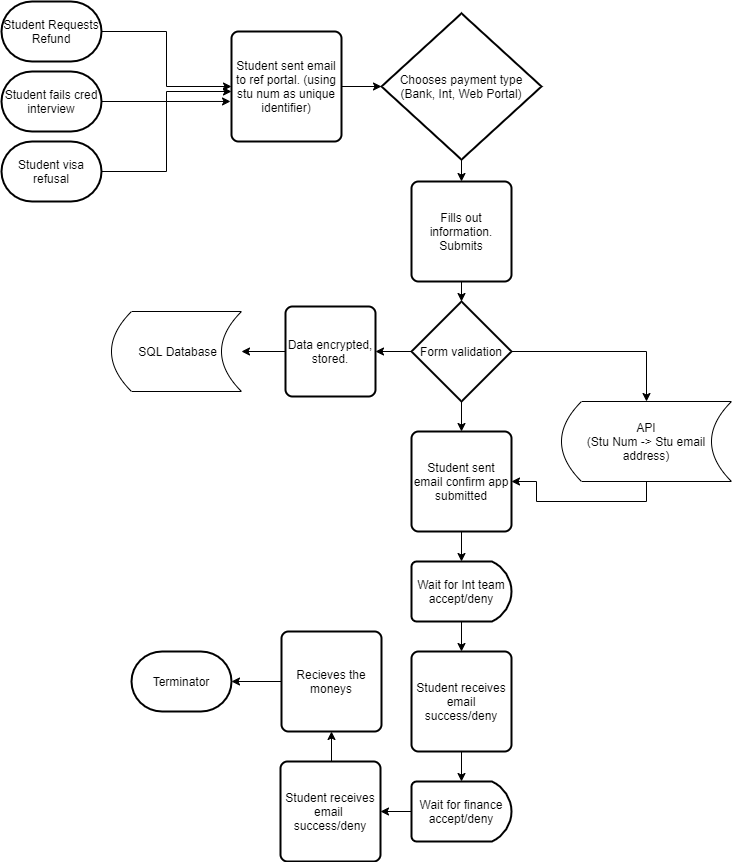 Student Requests
Refund
Student fails cred
interview
Student visa
refusal
Student sent email
to ref portal. (using
stu num as unique
identifier)
Chooses payment type
(Bank, Int, Web Portal)
Fills out
information.
Submits
Form validation
Data encrypted,
stored.
SQL Database
API
(Stu Num -> Stu email
address)
Student sent
email confirm app
submitted
Wait for Int team
accept/deny
Student receives
email
success/deny
Wait for finance
accept/deny
Student receives
email
success/deny
Recieves the
moneys
Terminator